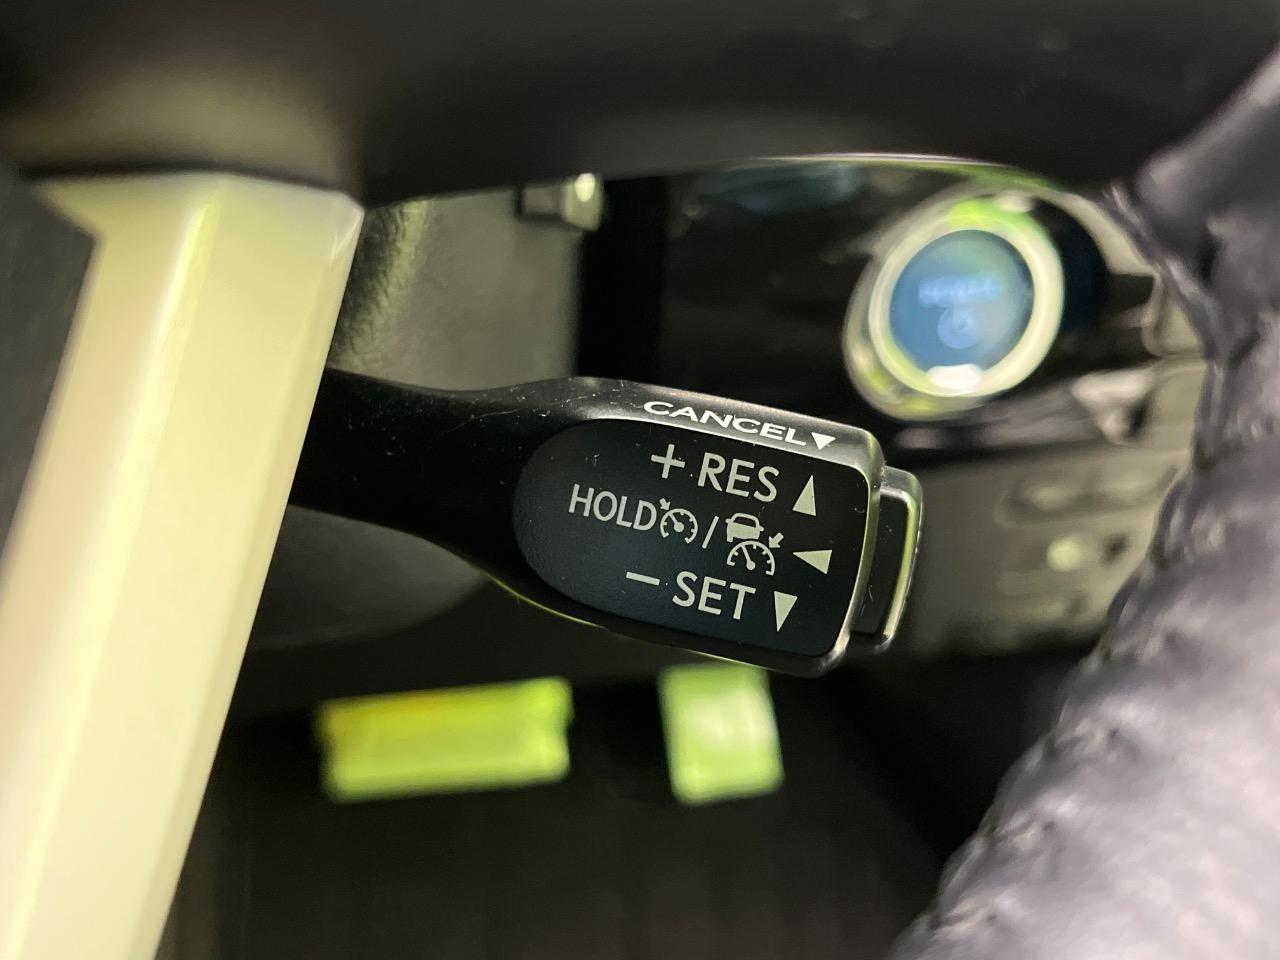 CANCEL▼
+ RES ▲
HOLD / ◀
− SET ▼